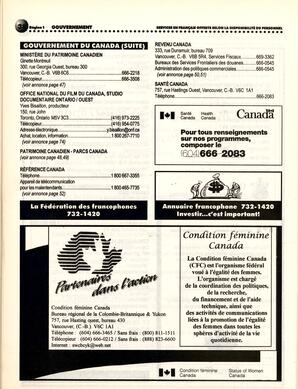 Région 1 GOUVERNEMENT
SERVICES EN FRANÇAIS OFFERTS SELON LA DISPONIBILITÉ DU PERSONNEL
GOUVERNEMENT DU CANADA (SUITE)
MINISTÈRE DU PATRIMOINE CANADIEN
Ginette Montreuil
300, rue Georgia Ouest, bureau 300
Vancouver, C.-B. V6B 6C6
Téléphone 666-2208
Télécopieur 666-3508
(voir annonce page 47)
OFFICE NATIONAL DU FILM DU CANADA, STUDIO
DOCUMENTAIRE ONTARIO / OUEST
Yves Bisaillon, producteur
150, rue John
Toronto, Ontario M5V 3C3 (416) 973-2225
Télécopieur (416) 954-0775
Adresse électronique y.bisaillon@onf.ca
Achat, location, information 1 800 267-7710
(voir annonce page 74)
PATRIMOINE CANADIEN - PARCS CANADA
(voir annonce page 48,49)
RÉFÉRENCE CANADA
Téléphone 1 800 667-3355
Appareil de télécommunication
pour les malentendants 1 800 465-7735
(voir annonce page 52)
REVENU CANADA
333, rue Dunsmuir, bureau 709
Vancouver, C.-B. V6B 5R4. Services Fiscaux 669-3362
Bureaux des Services Frontaliers des douanes 666-0545
Administration des politiques commerciales 666-0545
(voir annonce page 50,51)
SANTÉ CANADA
757, rue Hastings Ouest
Vancouver, C.-B. V6C 1A1
Téléphone 666-2083
Santé Canada
Health Canada
Canada
Pour tous renseignements
sur nos programmes,
composer le
(604) 666-2083
La Fédération des francophones
732-1420
Annuaire francophone 732-1420
Investir...c'est important!
Partenaires
dans l'action
Condition féminine Canada
Bureau régional de la Colombie-Britannique & Yukon
757, rue Hasting ouest, bureau 430
Vancouver, (C.-B.) V6C 1A1
Téléphone : (604) 666-3465 / Sans frais : (800) 811-1511
Télécopieur: (604) 666-0212 / Sans frais : (888) 823-6600
Internet : swcbcyk@web.net
Condition féminine
Canada
La Condition féminine Canada
(CFC) est l'organisme fédéral
voué à l'égalité des femmes.
L'organisme est chargé
de la coordination des politiques,
de la recherche,
du financement et de l'aide
technique, ainsi que
des activités de communications
liées à la promotion de l'égalité
des femmes dans toutes les
sphères d'activité de la vie
quotidienne.
Condition féminine
Canada
Status of Women
Canada